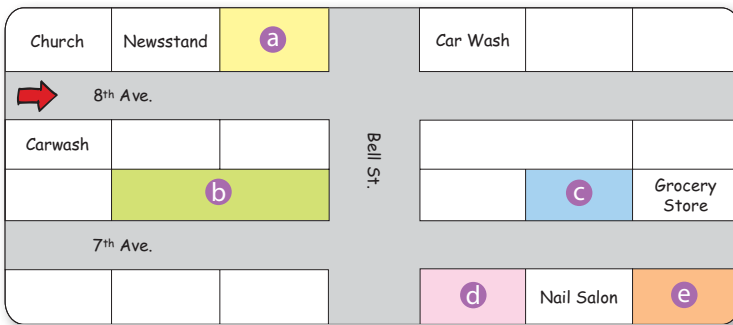 Church
Newsstand
a
Car Wash
8th Ave.
Carwash
Bell St.
b
c
Grocery
Store
7th Ave.
d
Nail Salon
e